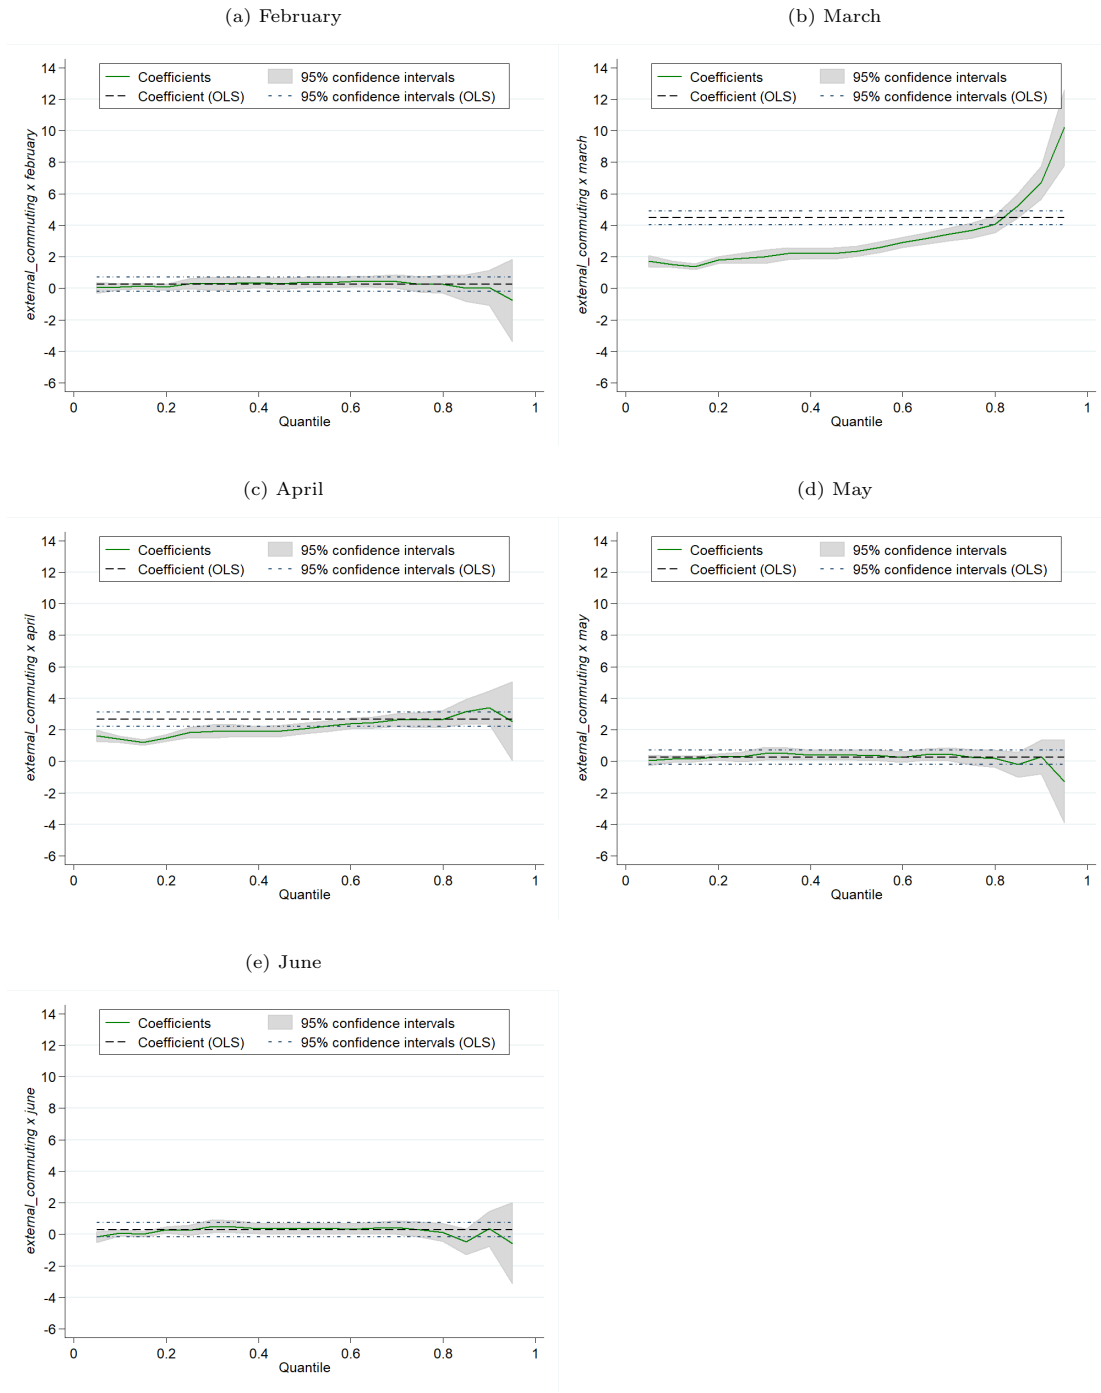 (a) February
14
12
10
8
6
4
2
0
-2
-4
-6
external_commuting x february
Coefficients
95% confidence intervals
Coefficient (OLS)
95% confidence intervals (OLS)
0 0.2 0.4 0.6 0.8 1
Quantile
(b) March
14
12
10
8
6
4
2
0
-2
-4
-6
external_commuting x march
Coefficients
95% confidence intervals
Coefficient (OLS)
95% confidence intervals (OLS)
0 0.2 0.4 0.6 0.8 1
Quantile
(c) April
14
12
10
8
6
4
2
0
-2
-4
-6
external_commuting x april
Coefficients
95% confidence intervals
Coefficient (OLS)
95% confidence intervals (OLS)
0 0.2 0.4 0.6 0.8 1
Quantile
(d) May
14
12
10
8
6
4
2
0
-2
-4
-6
external_commuting x may
Coefficients
95% confidence intervals
Coefficient (OLS)
95% confidence intervals (OLS)
0 0.2 0.4 0.6 0.8 1
Quantile
(e) June
14
12
10
8
6
4
2
0
-2
-4
-6
external_commuting x june
Coefficients
95% confidence intervals
Coefficient (OLS)
95% confidence intervals (OLS)
0 0.2 0.4 0.6 0.8 1
Quantile